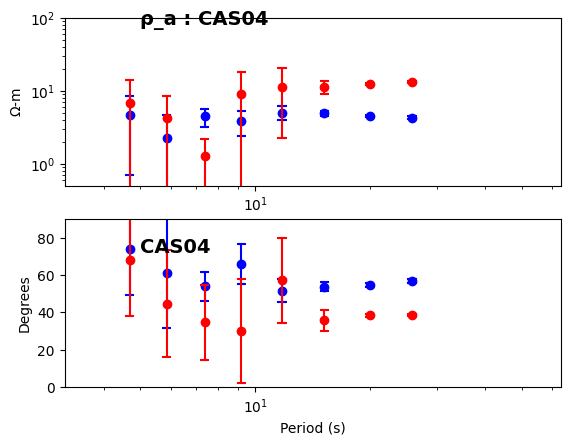 ρ_a : CAS04
10²
10¹
10⁰
Ω-m
10¹
CAS04
80
60
40
20
0
Degrees
10¹
Period (s)